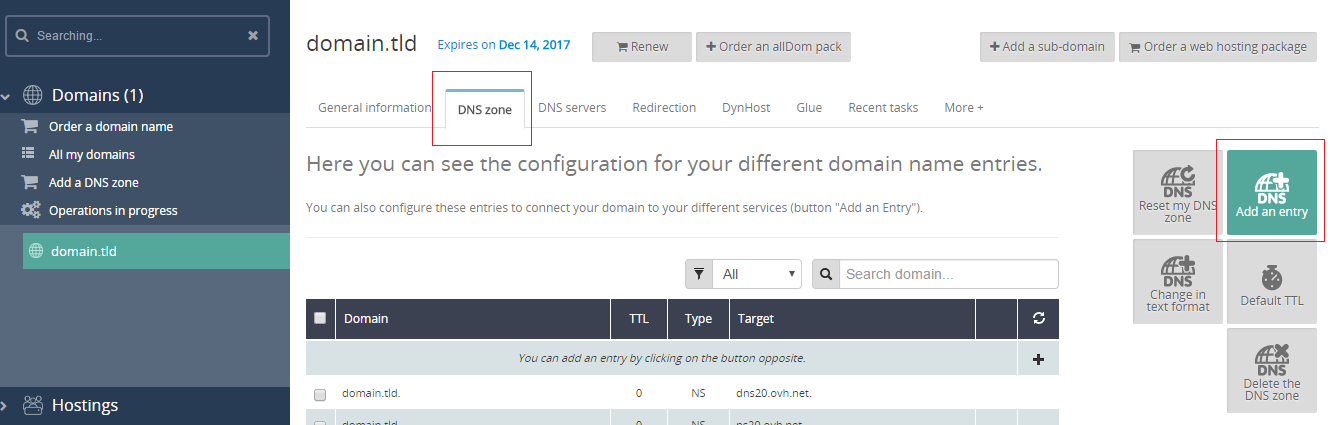 Searching...
Domains (1)
Order a domain name
All my domains
Add a DNS zone
Operations in progress
domain.tld
Hostings
domain.tld
Expires on Dec 14, 2017
Renew
Order an allDom pack
Add a sub-domain
Order a web hosting package
General information
DNS zone
DNS servers
Redirection
DynHost
Glue
Recent tasks
More +
Here you can see the configuration for your different domain name entries.
You can also configure these entries to connect your domain to your different services (button "Add an Entry").
DNS
Reset my DNS
zone
DNS
Add an entry
DNS
Change in
text format
Default TTL
DNS
Delete the
DNS zone
All
Search domain...
Domain TTL Type Target
You can add an entry by clicking on the button opposite.
domain.tld. 0 NS dns20.ovh.net.
domain.tld. 0 NS ns20.ovh.net.